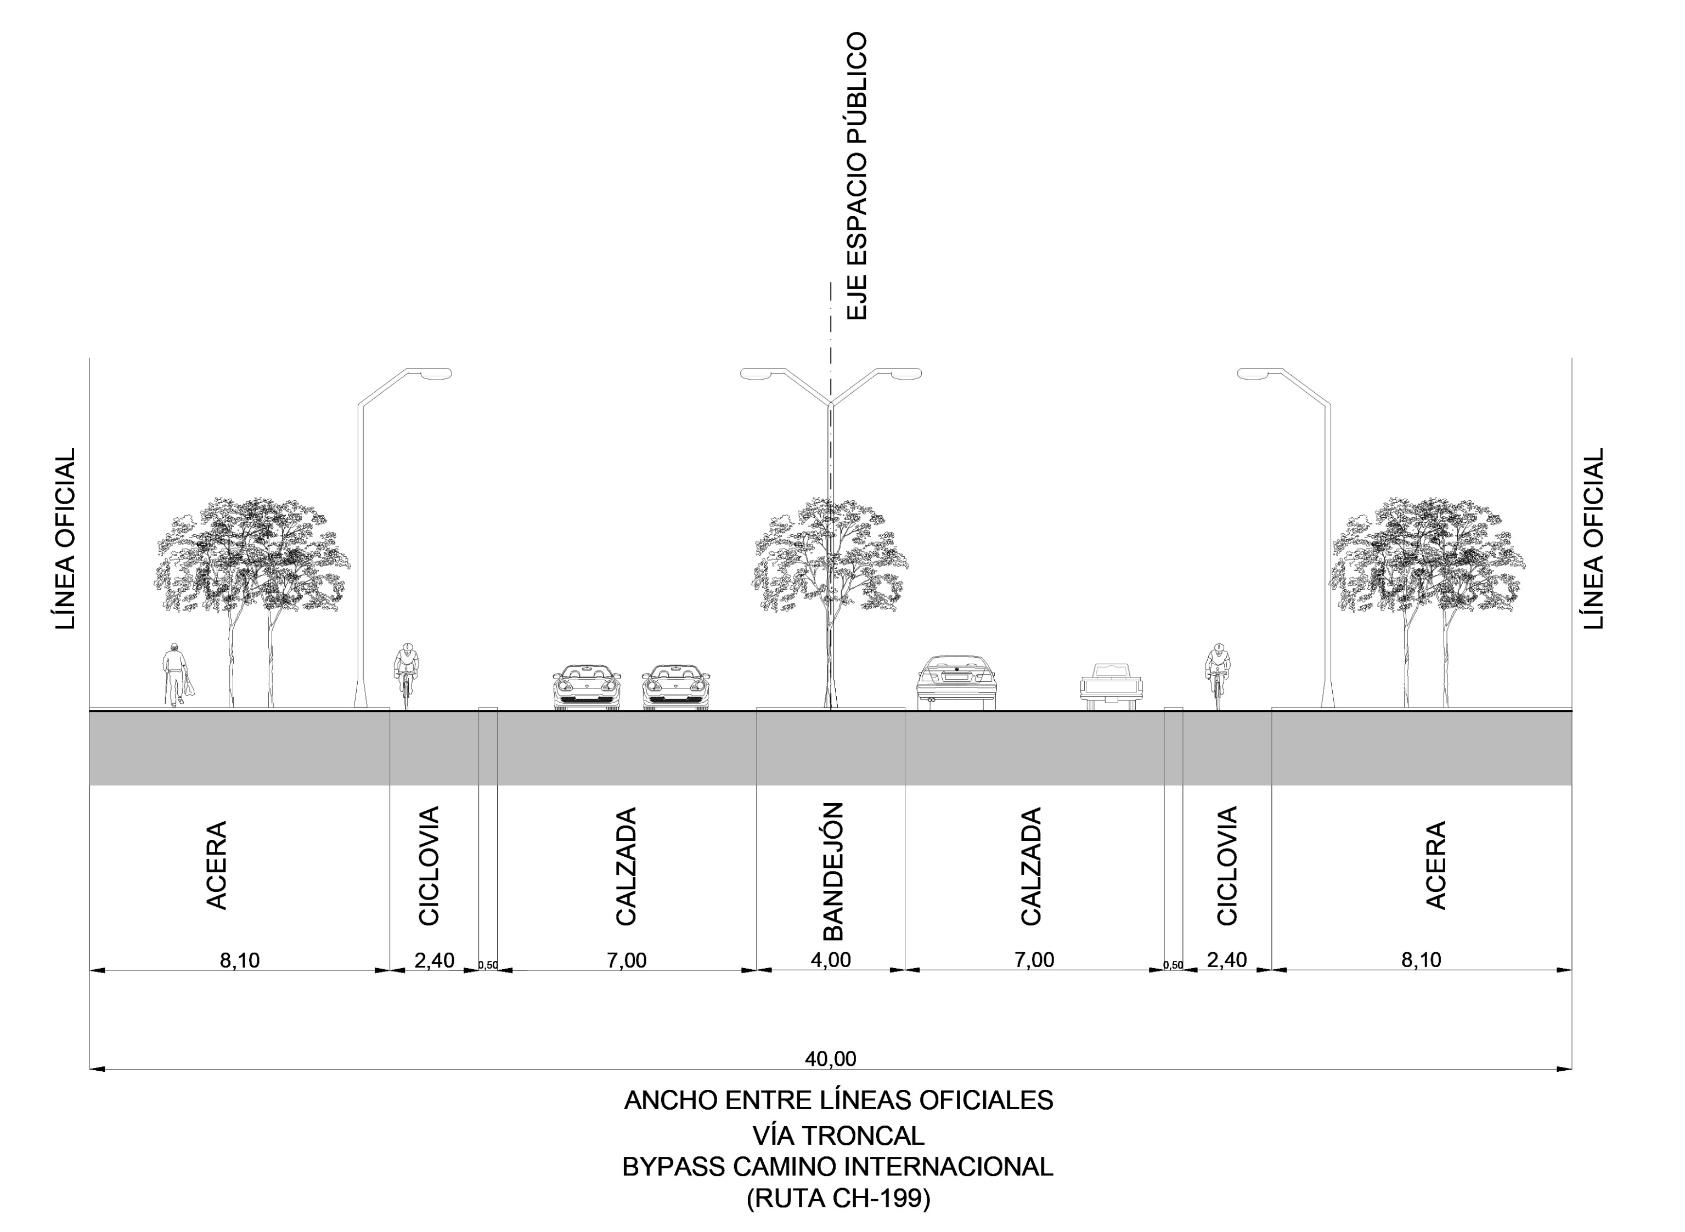 EJE ESPACIO PÚBLICO
LÍNEA OFICIAL
LÍNEA OFICIAL
ACERA
CICLOVIA
CALZADA
BANDEJÓN
CALZADA
CICLOVIA
ACERA
8,10
2,40
0,50
7,00
4,00
7,00
0,50
2,40
8,10
40,00
ANCHO ENTRE LÍNEAS OFICIALES
VÍA TRONCAL
BYPASS CAMINO INTERNACIONAL
(RUTA CH-199)